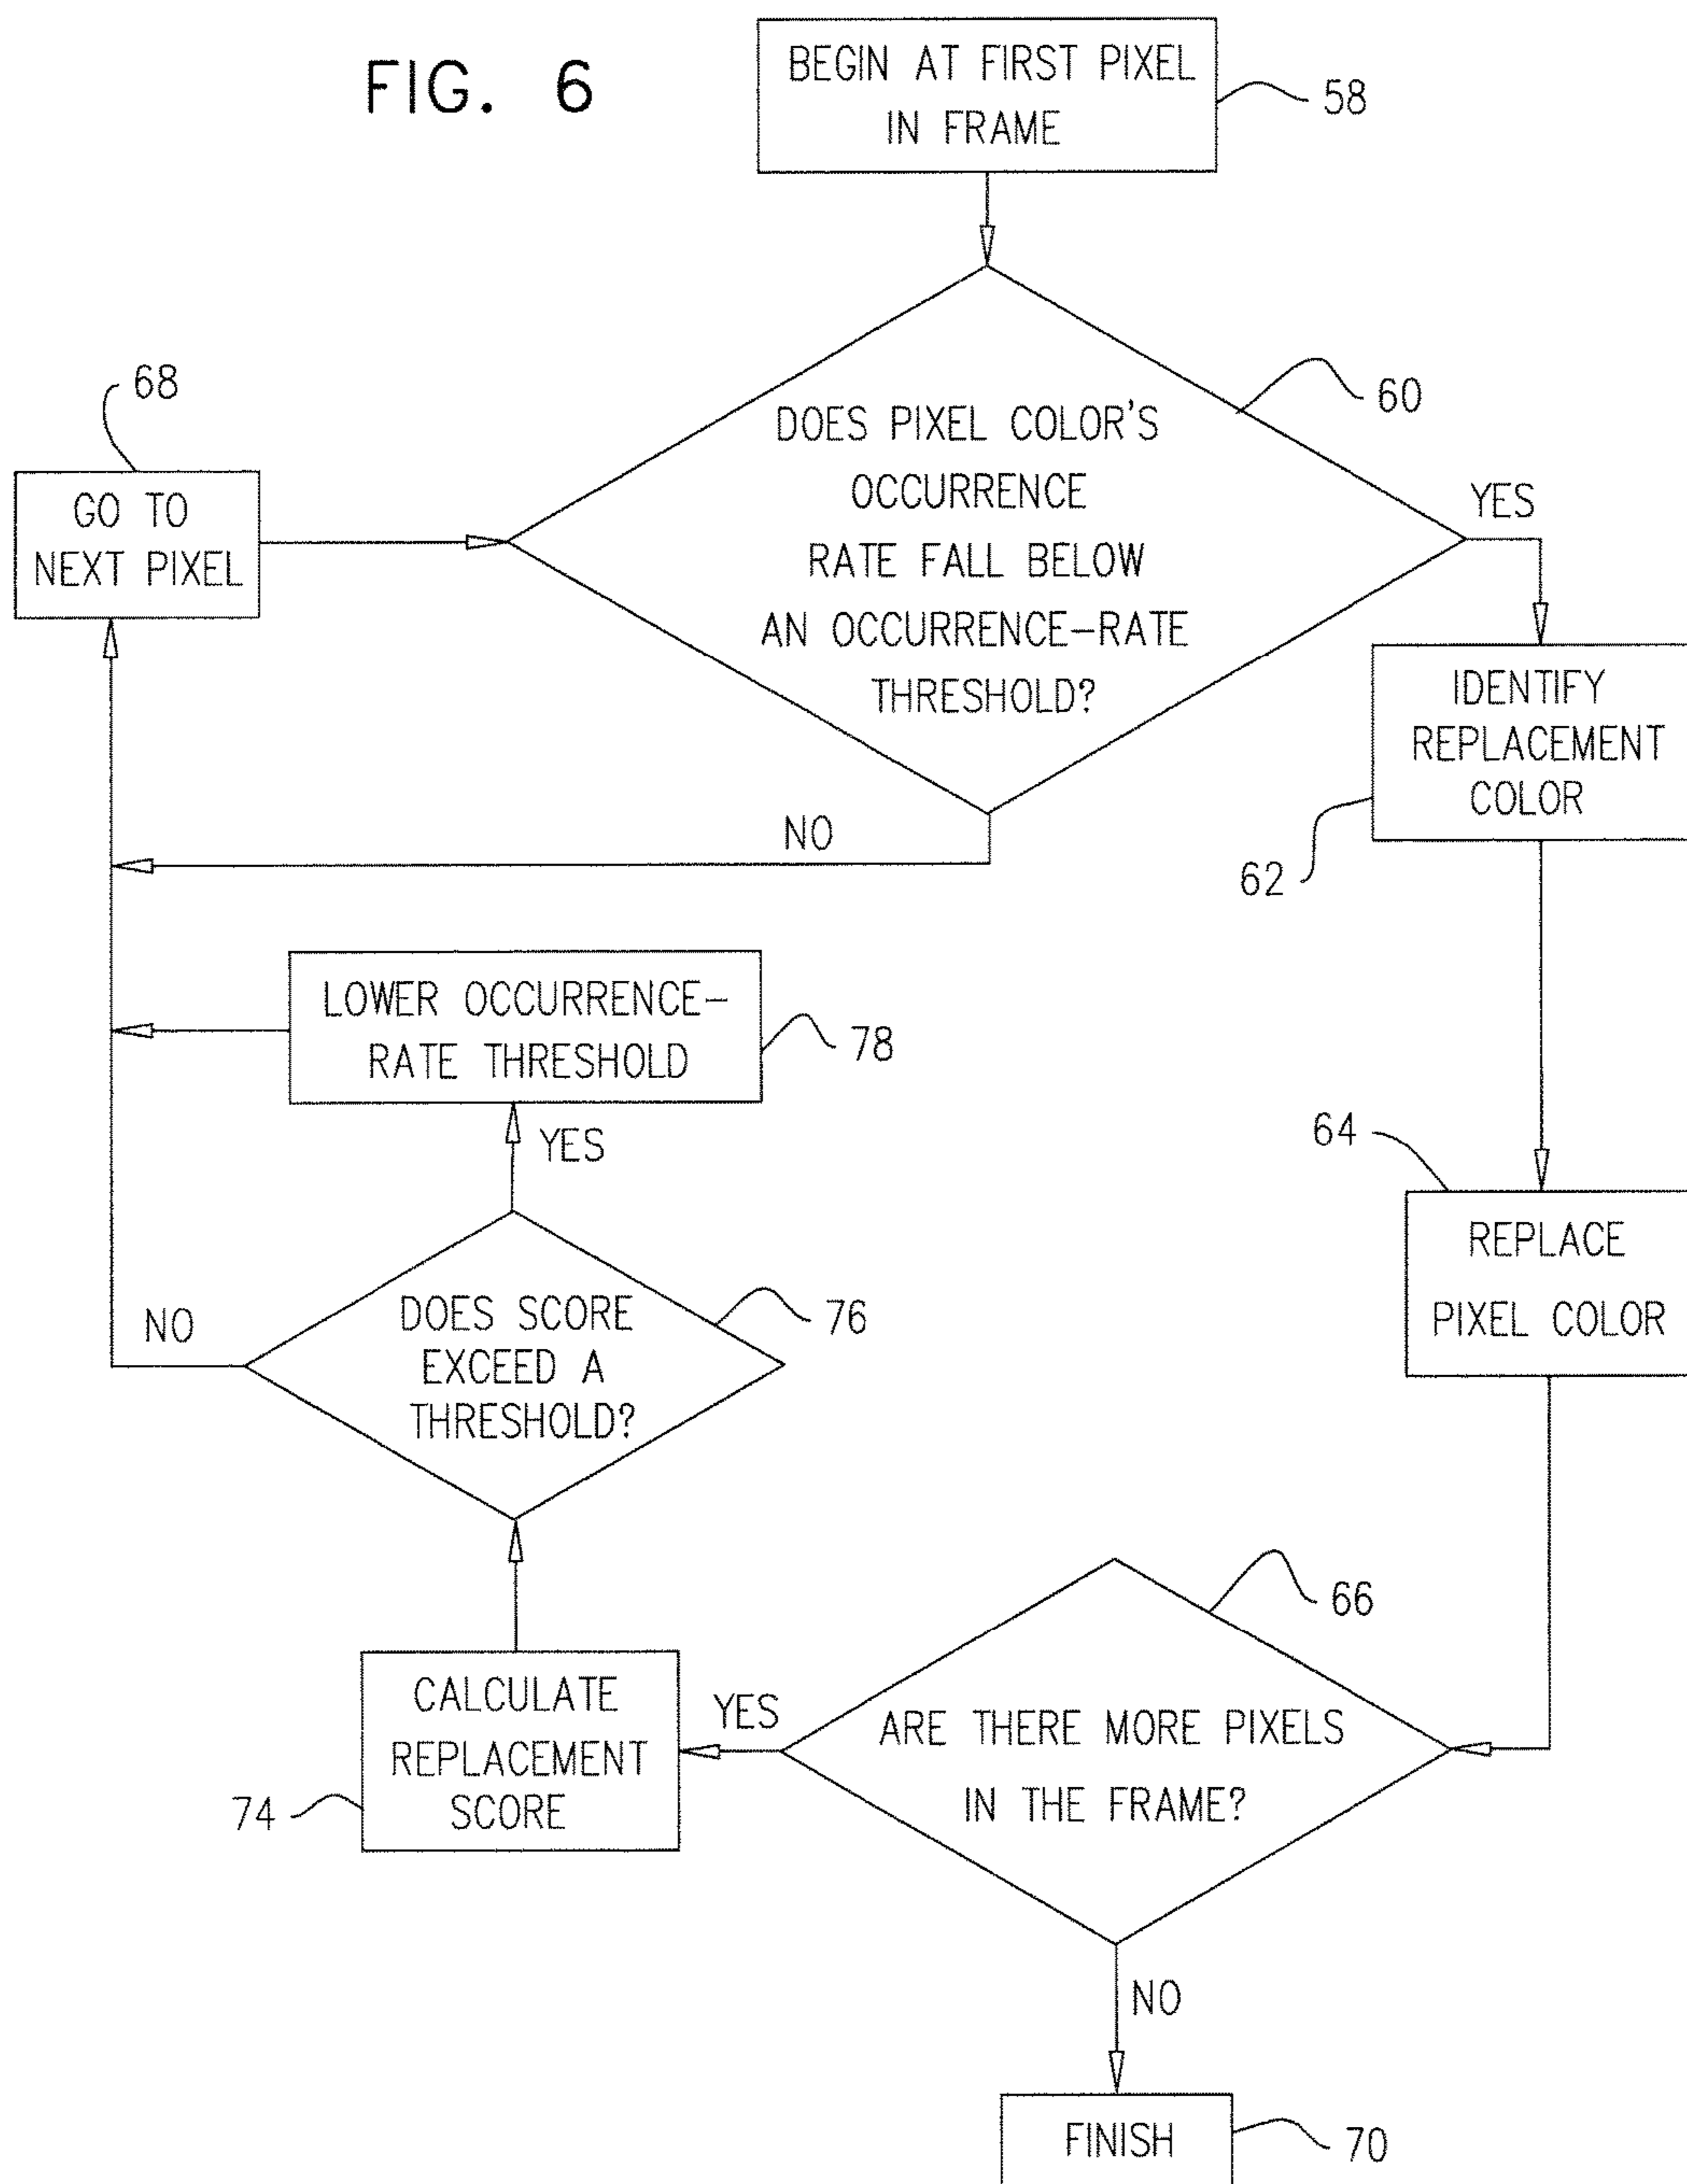 FIG. 6
BEGIN AT FIRST PIXEL
IN FRAME
58
68
60
DOES PIXEL COLOR'S
OCCURRENCE
RATE FALL BELOW
AN OCCURRENCE-RATE
THRESHOLD?
GO TO
NEXT PIXEL
YES
IDENTIFY
REPLACEMENT
COLOR
62
NO
LOWER OCCURRENCE-
RATE THRESHOLD
78
YES
64
REPLACE
PIXEL COLOR
DOES SCORE
EXCEED A
THRESHOLD?
76
NO
66
CALCULATE
REPLACEMENT
SCORE
74
YES
ARE THERE MORE PIXELS
IN THE FRAME?
NO
FINISH
70